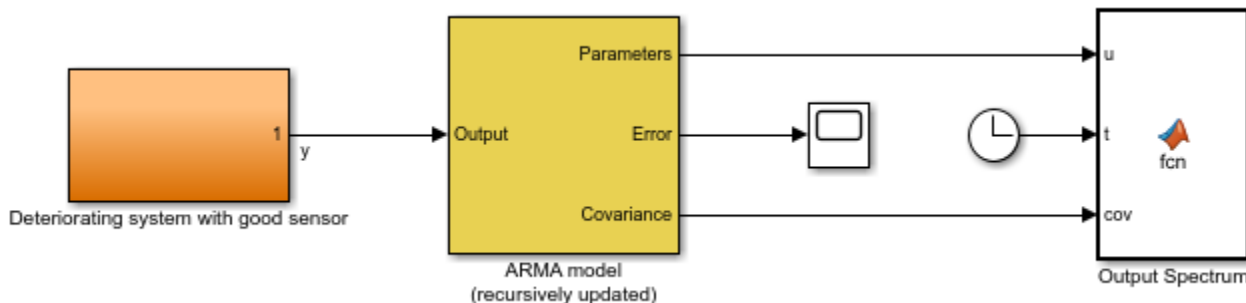 Parameters
u
1
y
Output
Error
t
fcn
Covariance
cov
Deteriorating system with good sensor
ARMA model
(recursively updated)
Output Spectrum